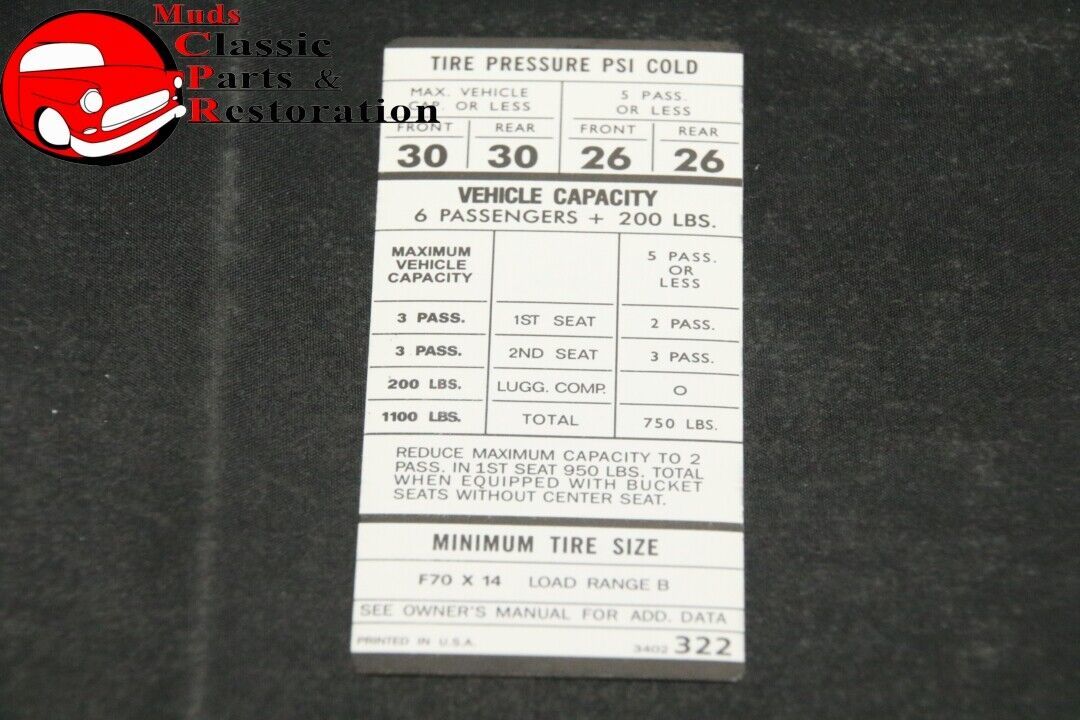 Muds
Classic
Parts &
Restoration
TIRE PRESSURE PSI COLD
MAX. VEHICLE CAP. OR LESS
5 PASS. OR LESS
FRONT REAR FRONT REAR
30 30 26 26
VEHICLE CAPACITY
6 PASSENGERS + 200 LBS.
MAXIMUM VEHICLE CAPACITY
5 PASS. OR LESS
3 PASS. 1ST SEAT 2 PASS.
3 PASS. 2ND SEAT 3 PASS.
200 LBS. LUGG. COMP. O
1100 LBS. TOTAL 750 LBS.
REDUCE MAXIMUM CAPACITY TO 2
PASS. IN 1ST SEAT 950 LBS. TOTAL
WHEN EQUIPPED WITH BUCKET
SEATS WITHOUT CENTER SEAT.
MINIMUM TIRE SIZE
F70 X 14 LOAD RANGE B
SEE OWNER'S MANUAL FOR ADD. DATA
PRINTED IN U.S.A. 3402 322